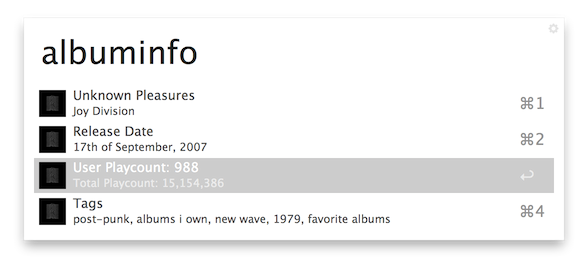 albuminfo
Unknown Pleasures
Joy Division
⌘1
Release Date
17th of September, 2007
⌘2
User Playcount: 988
Total Playcount: 15,154,386
↩
Tags
post-punk, albums i own, new wave, 1979, favorite albums
⌘4